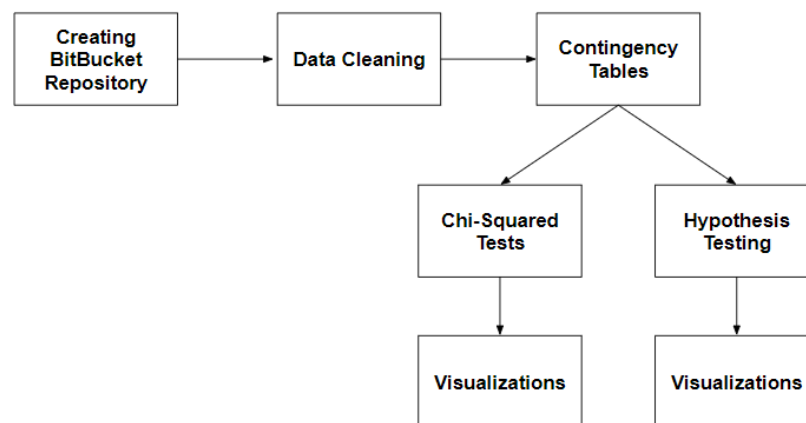 Creating
BitBucket
Repository
Data Cleaning
Contingency
Tables
Chi-Squared
Tests
Hypothesis
Testing
Visualizations
Visualizations